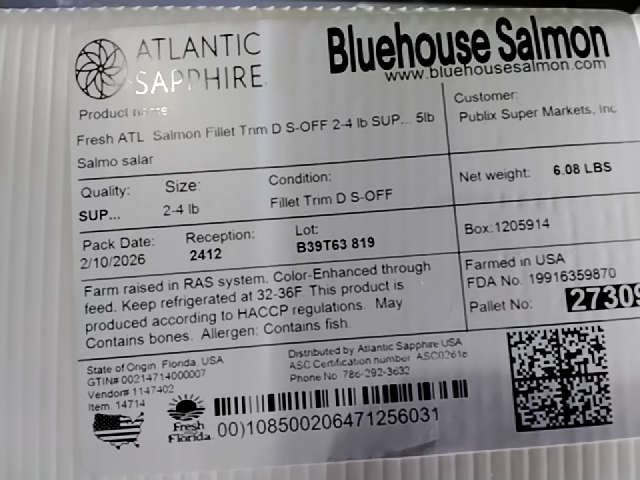 ATLANTIC
SAPPHIRE
Bluehouse Salmon
www.bluehousesalmon.com
Product name:
Fresh ATL Salmon Fillet Trim D S-OFF 2-4 lb SUP... 5lb
Salmo salar
Customer:
Publix Super Markets, Inc
Quality:
SUP...
Size:
2-4 lb
Condition:
Fillet Trim D S-OFF
Net weight: 6.08 LBS
Pack Date:
2/10/2026
Reception:
2412
Lot:
B39T63 819
Box:1205914
Farm raised in RAS system. Color-Enhanced through
feed. Keep refrigerated at 32-36F This product is
produced according to HACCP regulations. May
Contains bones. Allergen: Contains fish.
Farmed in USA
FDA No. 19916359870
Pallet No: 27309
State of Origin Florida, USA
GTIN# 00214714000007
Vendor# 1147402
Item 14714
Distributed by Atlantic Sapphire USA
ASC Certification number
Phone No 786-292-3632
Fresh
Florida
00)108500206471256031